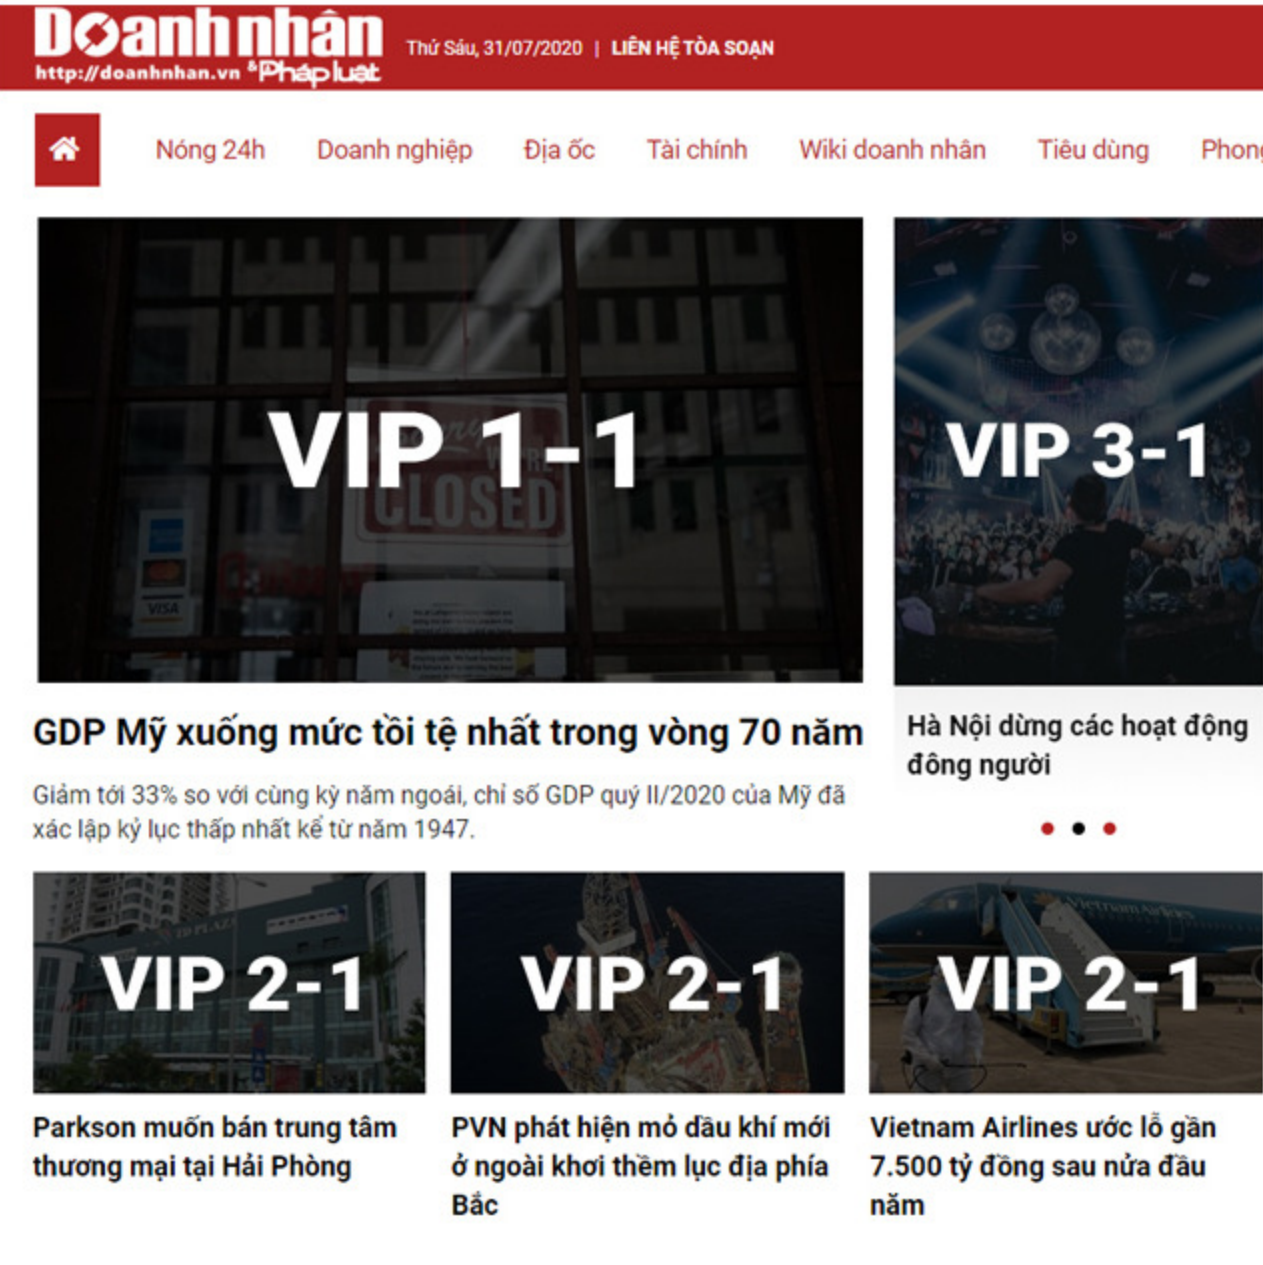 Doanh nhân
http://doanhnhan.vn & Pháp luật
Thứ Sáu, 31/07/2020 | LIÊN HỆ TÒA SOẠN
Nóng 24h Doanh nghiệp Địa ốc Tài chính Wiki doanh nhân Tiêu dùng Phong
VIP 1-1
WE'RE
CLOSED
VISA
VIP 3-1
GDP Mỹ xuống mức tồi tệ nhất trong vòng 70 năm
Giảm tới 33% so với cùng kỳ năm ngoái, chỉ số GDP quý II/2020 của Mỹ đã
xác lập kỷ lục thấp nhất kể từ năm 1947.
Hà Nội dừng các hoạt động
đông người
VIP 2-1
Parkson muốn bán trung tâm
thương mại tại Hải Phòng
VIP 2-1
PVN phát hiện mỏ dầu khí mới
ở ngoài khơi thềm lục địa phía
Bắc
Vietnam Airlines
VIP 2-1
Vietnam Airlines ước lỗ gần
7.500 tỷ đồng sau nửa đầu
năm